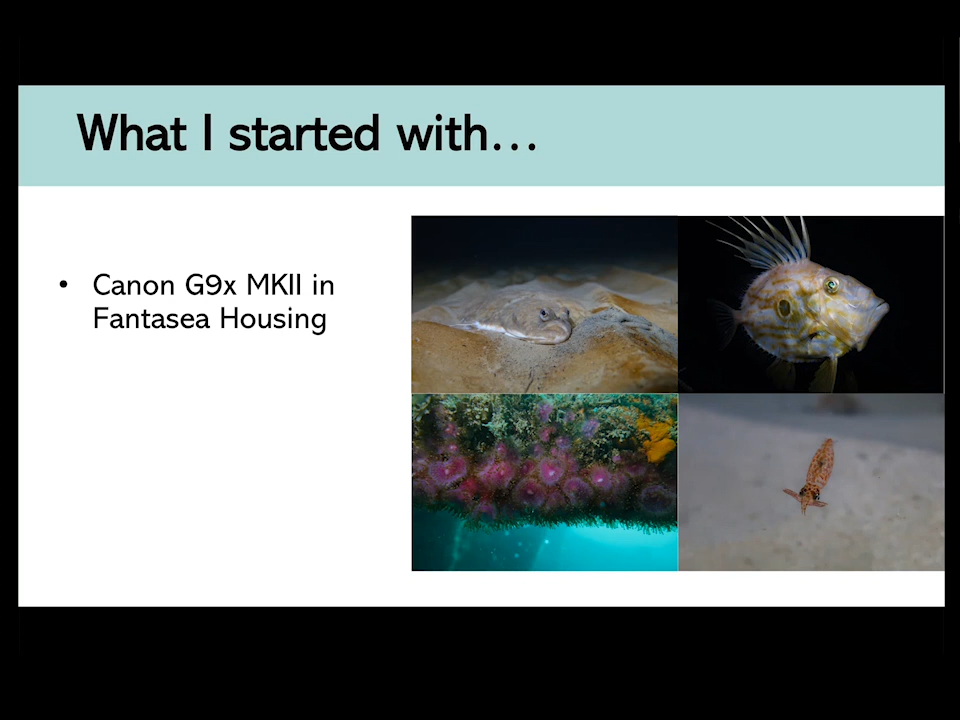 What I started with…
• Canon G9x MKII in
Fantasea Housing